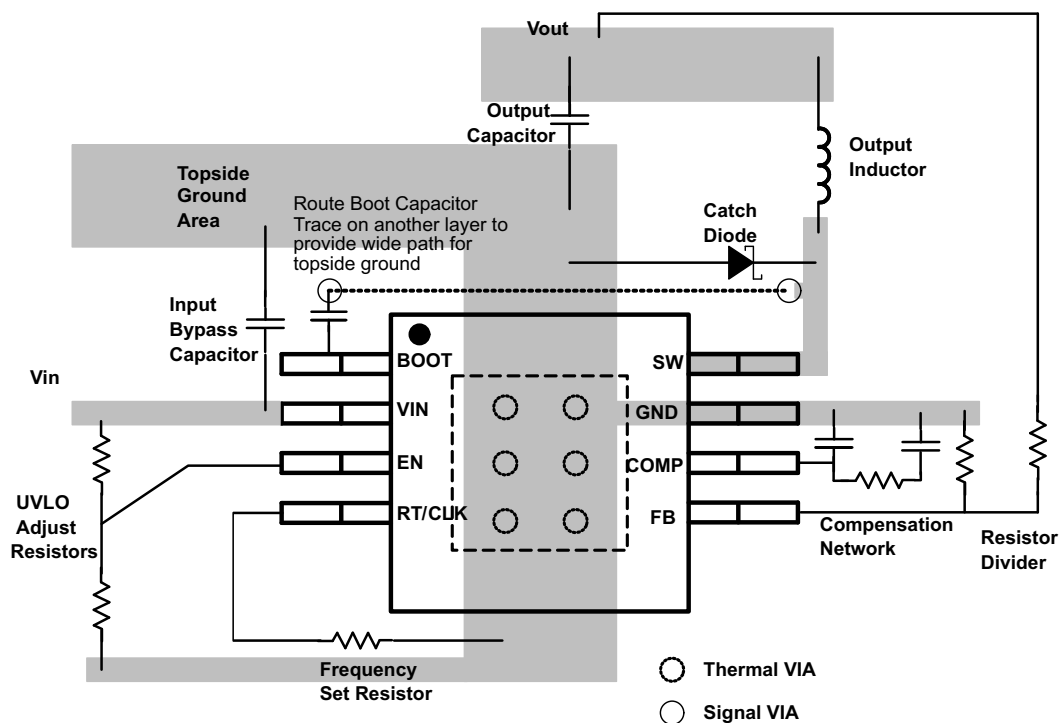 Vout
Output
Capacitor
Output
Inductor
Topside
Ground
Area
Route Boot Capacitor
Trace on another layer to
provide wide path for
topside ground
Catch
Diode
Input
Bypass
Capacitor
Vin
BOOT
SW
VIN
GND
EN
COMP
RT/CLK
FB
UVLO
Adjust
Resistors
Compensation
Network
Resistor
Divider
Frequency
Set Resistor
Thermal VIA
Signal VIA